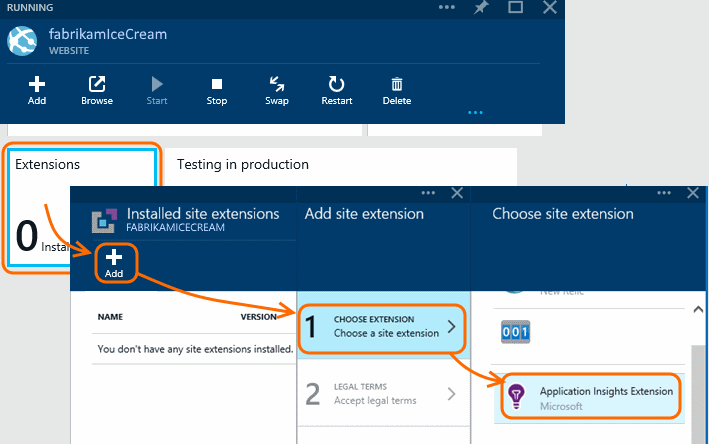 RUNNING
fabrikamIceCream
WEBSITE
Add
Browse
Start
Stop
Swap
Restart
Delete
Extensions
Testing in production
0
Installed site extensions
FABRIKAMICECREAM
Add
NAME
VERSION
You don't have any site extensions installed.
Add site extension
1
CHOOSE EXTENSION
Choose a site extension
2
LEGAL TERMS
Accept legal terms
Choose site extension
New Relic
001
Application Insights Extension
Microsoft